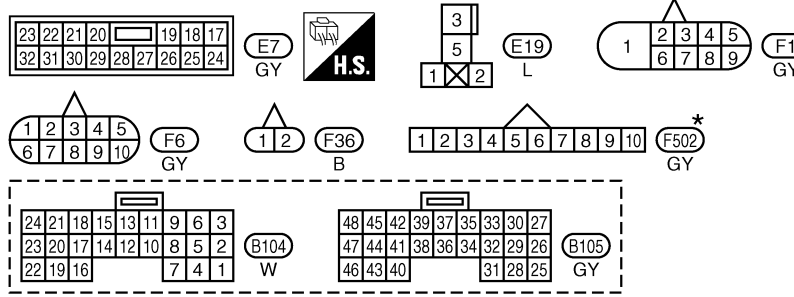 23 22 21 20 19 18 17
32 31 30 29 28 27 26 25 24
E7
GY
H.S.
3
5
1 2
E19
L
1 2 3 4 5
6 7 8 9
F1
GY
1 2 3 4 5
6 7 8 9 10
F6
GY
1 2
F36
B
1 2 3 4 5 6 7 8 9 10
*
F502
GY
24 21 18 15 13 11 9 6 3
23 20 17 14 12 10 8 5 2
22 19 16 7 4 1
B104
W
48 45 42 39 37 35 33 30 27
47 44 41 38 36 34 32 29 26
46 43 40 31 28 25
B105
GY